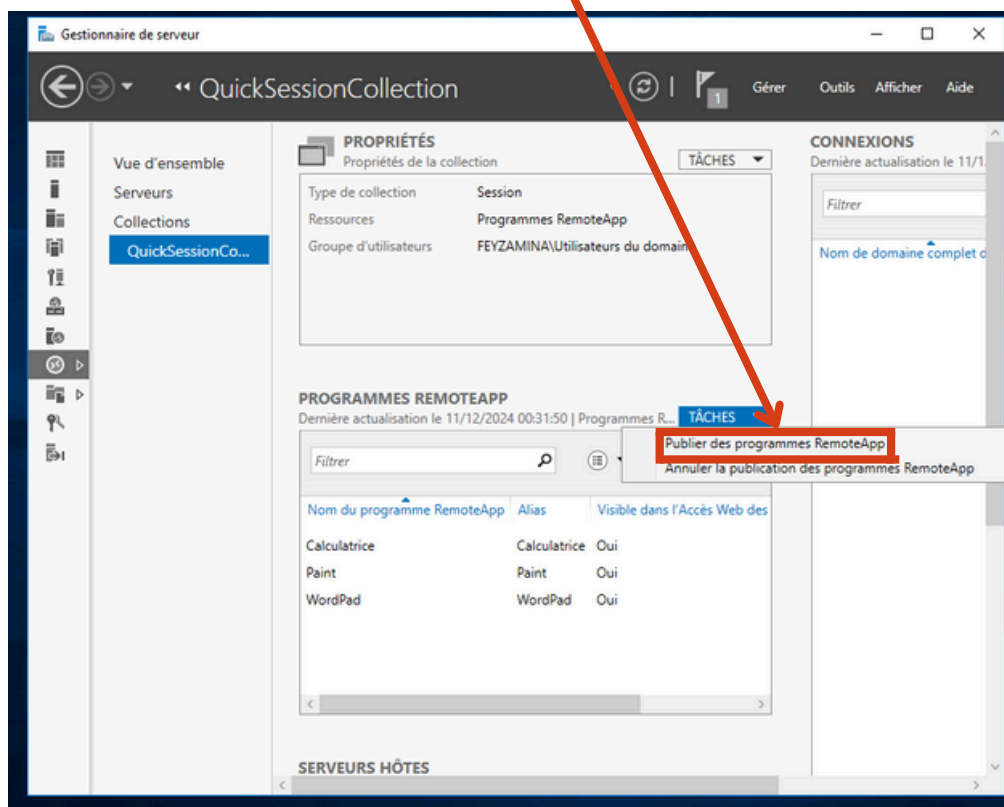 Gestionnaire de serveur
QuickSessionCollection
1
Gérer
Outils
Afficher
Aide
Vue d'ensemble
Serveurs
Collections
QuickSessionCo...
PROPRIÉTÉS
Propriétés de la collection
TÂCHES
Type de collection Session
Ressources Programmes RemoteApp
Groupe d'utilisateurs FEYZAMINA\Utilisateurs du domaine
PROGRAMMES REMOTEAPP
Dernière actualisation le 11/12/2024 00:31:50 | Programmes R...
TÂCHES
Publier des programmes RemoteApp
Annuler la publication des programmes RemoteApp
Filtrer
Nom du programme RemoteApp Alias Visible dans l'Accès Web des
Calculatrice Calculatrice Oui
Paint Paint Oui
WordPad WordPad Oui
SERVEURS HÔTES
CONNEXIONS
Dernière actualisation le 11/1
Filtrer
Nom de domaine complet d